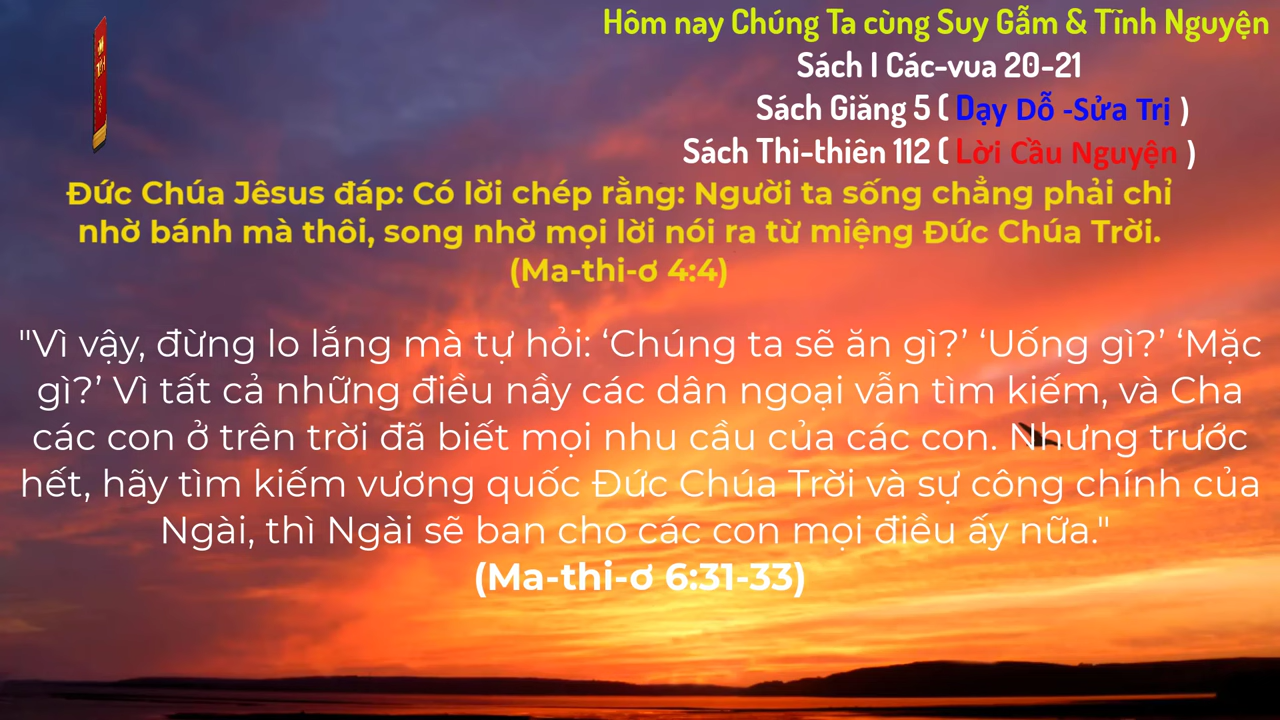 Hôm nay Chúng Ta cùng Suy Gẫm & Tĩnh Nguyện
Sách I Các-vua 20-21
Sách Giăng 5 ( Dạy Dỗ -Sửa Trị )
Sách Thi-thiên 112 ( Lời Cầu Nguyện )
Đức Chúa Jêsus đáp: Có lời chép rằng: Người ta sống chẳng phải chỉ
nhờ bánh mà thôi, song nhờ mọi lời nói ra từ miệng Đức Chúa Trời.
(Ma-thi-ơ 4:4)
"Vì vậy, đừng lo lắng mà tự hỏi: ‘Chúng ta sẽ ăn gì?’ ‘Uống gì?’ ‘Mặc
gì?’ Vì tất cả những điều nầy các dân ngoại vẫn tìm kiếm, và Cha
các con ở trên trời đã biết mọi nhu cầu của các con. Nhưng trước
hết, hãy tìm kiếm vương quốc Đức Chúa Trời và sự công chính của
Ngài, thì Ngài sẽ ban cho các con mọi điều ấy nữa."
(Ma-thi-ơ 6:31-33)